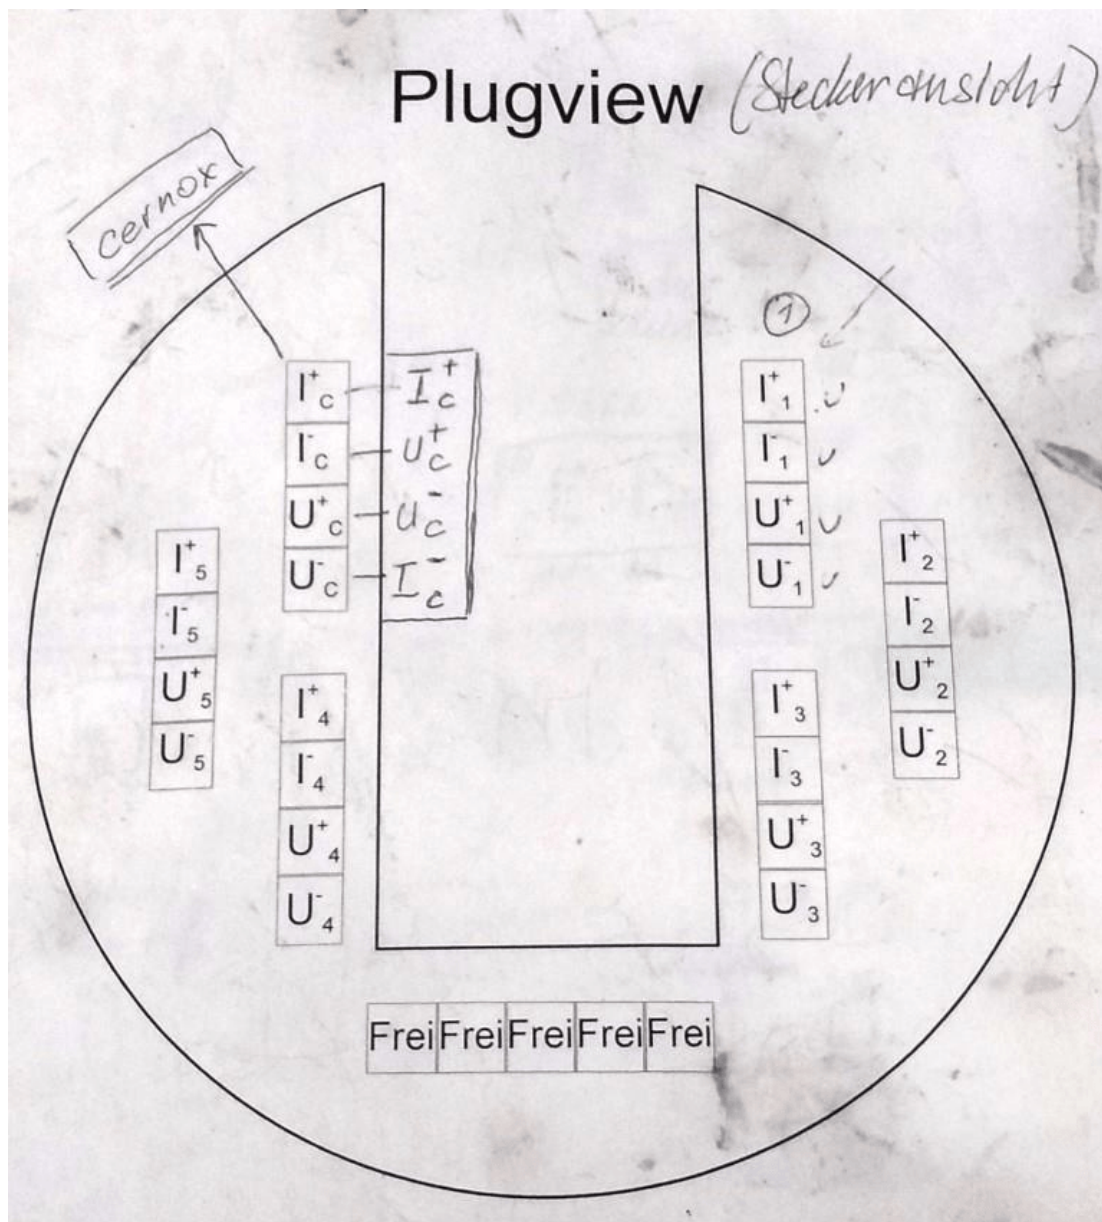 Plugview (Steckeransicht)
cernox
1
I+c I+c
I-c U+c
U+c U-c
U-c I-c
I+1
I-1
U+1
U-1
I+5
I-5
U+5
U-5
I+2
I-2
U+2
U-2
I+4
I-4
U+4
U-4
I+3
I-3
U+3
U-3
Frei Frei Frei Frei Frei